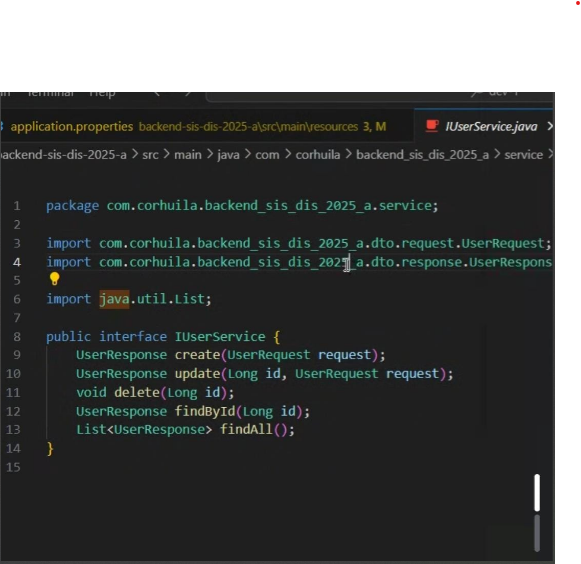 Terminal Help
application.properties backend-sis-dis-2025-a\src\main\resources 3, M IUserService.java
ackend-sis-dis-2025-a > src > main > java > com > corhuila > backend_sis_dis_2025_a > service >
1 package com.corhuila.backend_sis_dis_2025_a.service;
2
3 import com.corhuila.backend_sis_dis_2025_a.dto.request.UserRequest;
4 import com.corhuila.backend_sis_dis_2025_a.dto.response.UserRespons
5
6 import java.util.List;
7
8 public interface IUserService {
9 UserResponse create(UserRequest request);
10 UserResponse update(Long id, UserRequest request);
11 void delete(Long id);
12 UserResponse findById(Long id);
13 List<UserResponse> findAll();
14 }
15